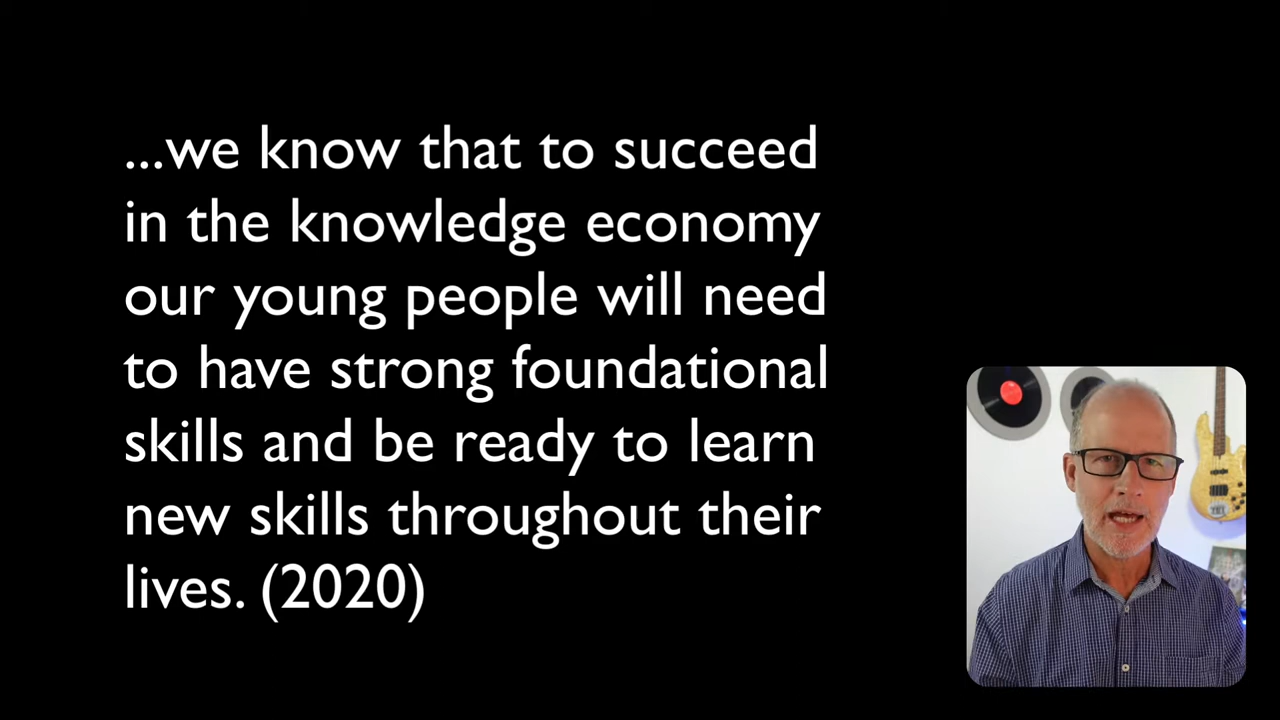 ...we know that to succeed
in the knowledge economy
our young people will need
to have strong foundational
skills and be ready to learn
new skills throughout their
lives. (2020)